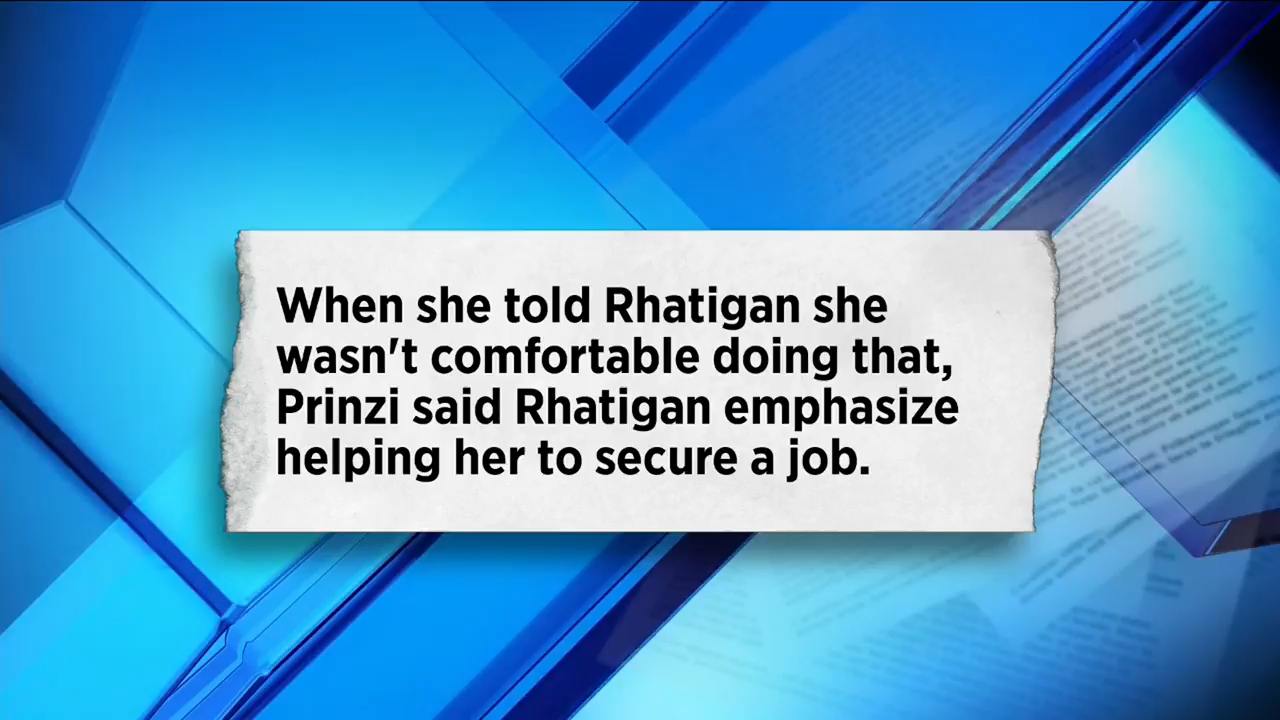 When she told Rhatigan she
wasn't comfortable doing that,
Prinzi said Rhatigan emphasize
helping her to secure a job.